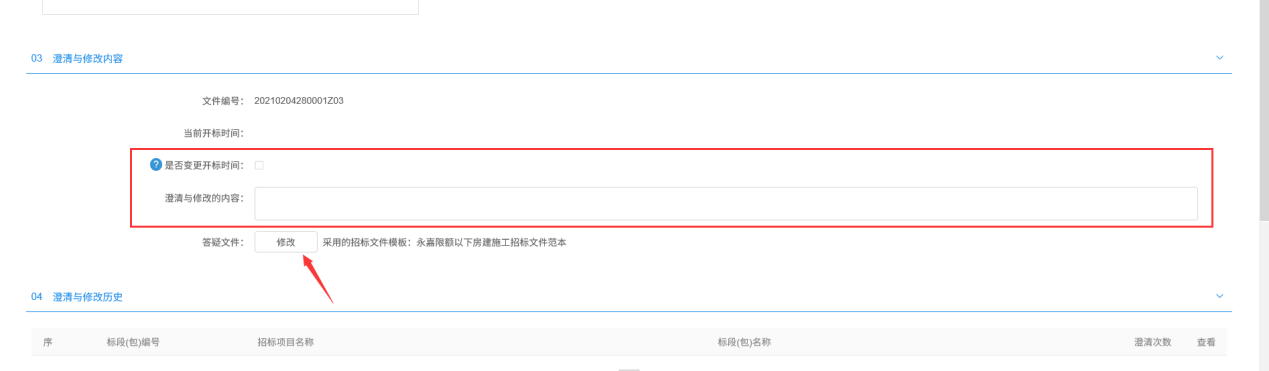 03 澄清与修改内容
文件编号： 20210204280001Z03
当前开标时间：
? 是否变更开标时间：
澄清与修改的内容：
答疑文件： 修改 采用的招标文件模板：永嘉限额以下房建施工招标文件范本
04 澄清与修改历史
序 标段(包)编号 招标项目名称 标段(包)名称 澄清次数 查看